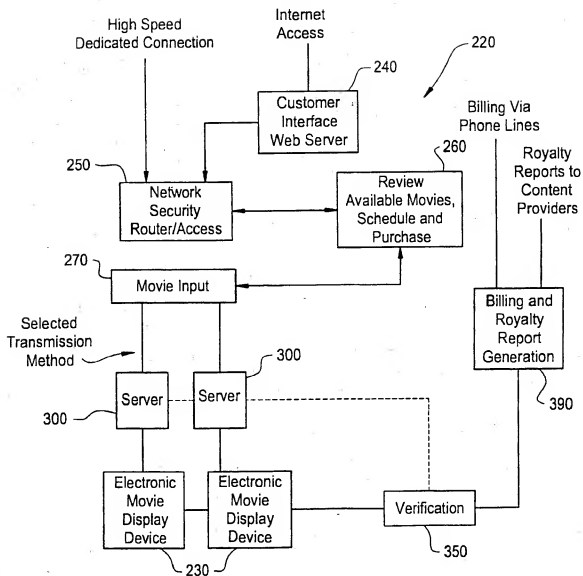 High Speed
Dedicated Connection
Internet
Access
220
240
Customer
Interface
Web Server
Billing Via
Phone Lines
Royalty
Reports to
Content
Providers
250
Network
Security
Router/Access
260
Review
Available Movies,
Schedule and
Purchase
270
Movie Input
Selected
Transmission
Method
Billing and
Royalty
Report
Generation
390
300
300
Server
Server
Electronic
Movie
Display
Device
Electronic
Movie
Display
Device
230
Verification
350